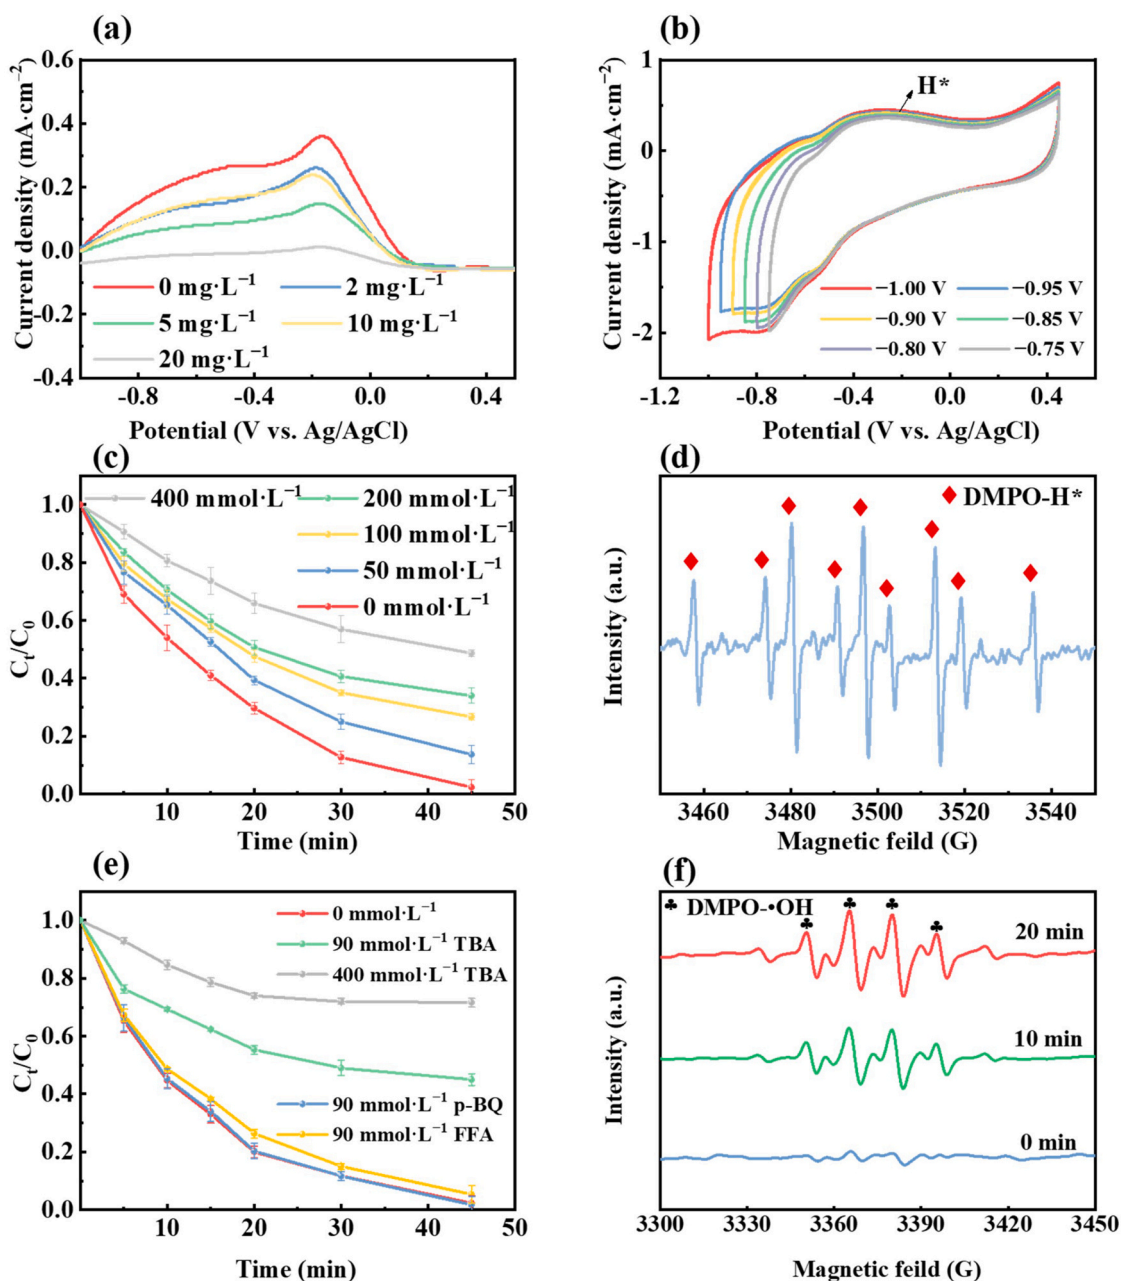 (a)
0.6
0.4
0.2
0.0
-0.2
-0.4
Current density (mA·cm⁻²)
0 mg·L⁻¹
2 mg·L⁻¹
5 mg·L⁻¹
10 mg·L⁻¹
20 mg·L⁻¹
-0.8 -0.4 0.0 0.4
Potential (V vs. Ag/AgCl)
(b)
1
0
-1
-2
Current density (mA·cm⁻²)
H*
−1.00 V
−0.95 V
−0.90 V
−0.85 V
−0.80 V
−0.75 V
-1.2 -0.8 -0.4 0.0 0.4
Potential (V vs. Ag/AgCl)
(c)
1.0
0.8
0.6
0.4
0.2
0.0
Cₜ/C₀
400 mmol·L⁻¹
200 mmol·L⁻¹
100 mmol·L⁻¹
50 mmol·L⁻¹
0 mmol·L⁻¹
10 20 30 40 50
Time (min)
(d)
DMPO-H*
Intensity (a.u.)
3460 3480 3500 3520 3540
Magnetic feild (G)
(e)
1.0
0.8
0.6
0.4
0.2
0.0
Cₜ/C₀
0 mmol·L⁻¹
90 mmol·L⁻¹ TBA
400 mmol·L⁻¹ TBA
90 mmol·L⁻¹ p-BQ
90 mmol·L⁻¹ FFA
10 20 30 40 50
Time (min)
(f)
♣ DMPO-•OH
20 min
10 min
0 min
Intensity (a.u.)
3300 3330 3360 3390 3420 3450
Magnetic feild (G)